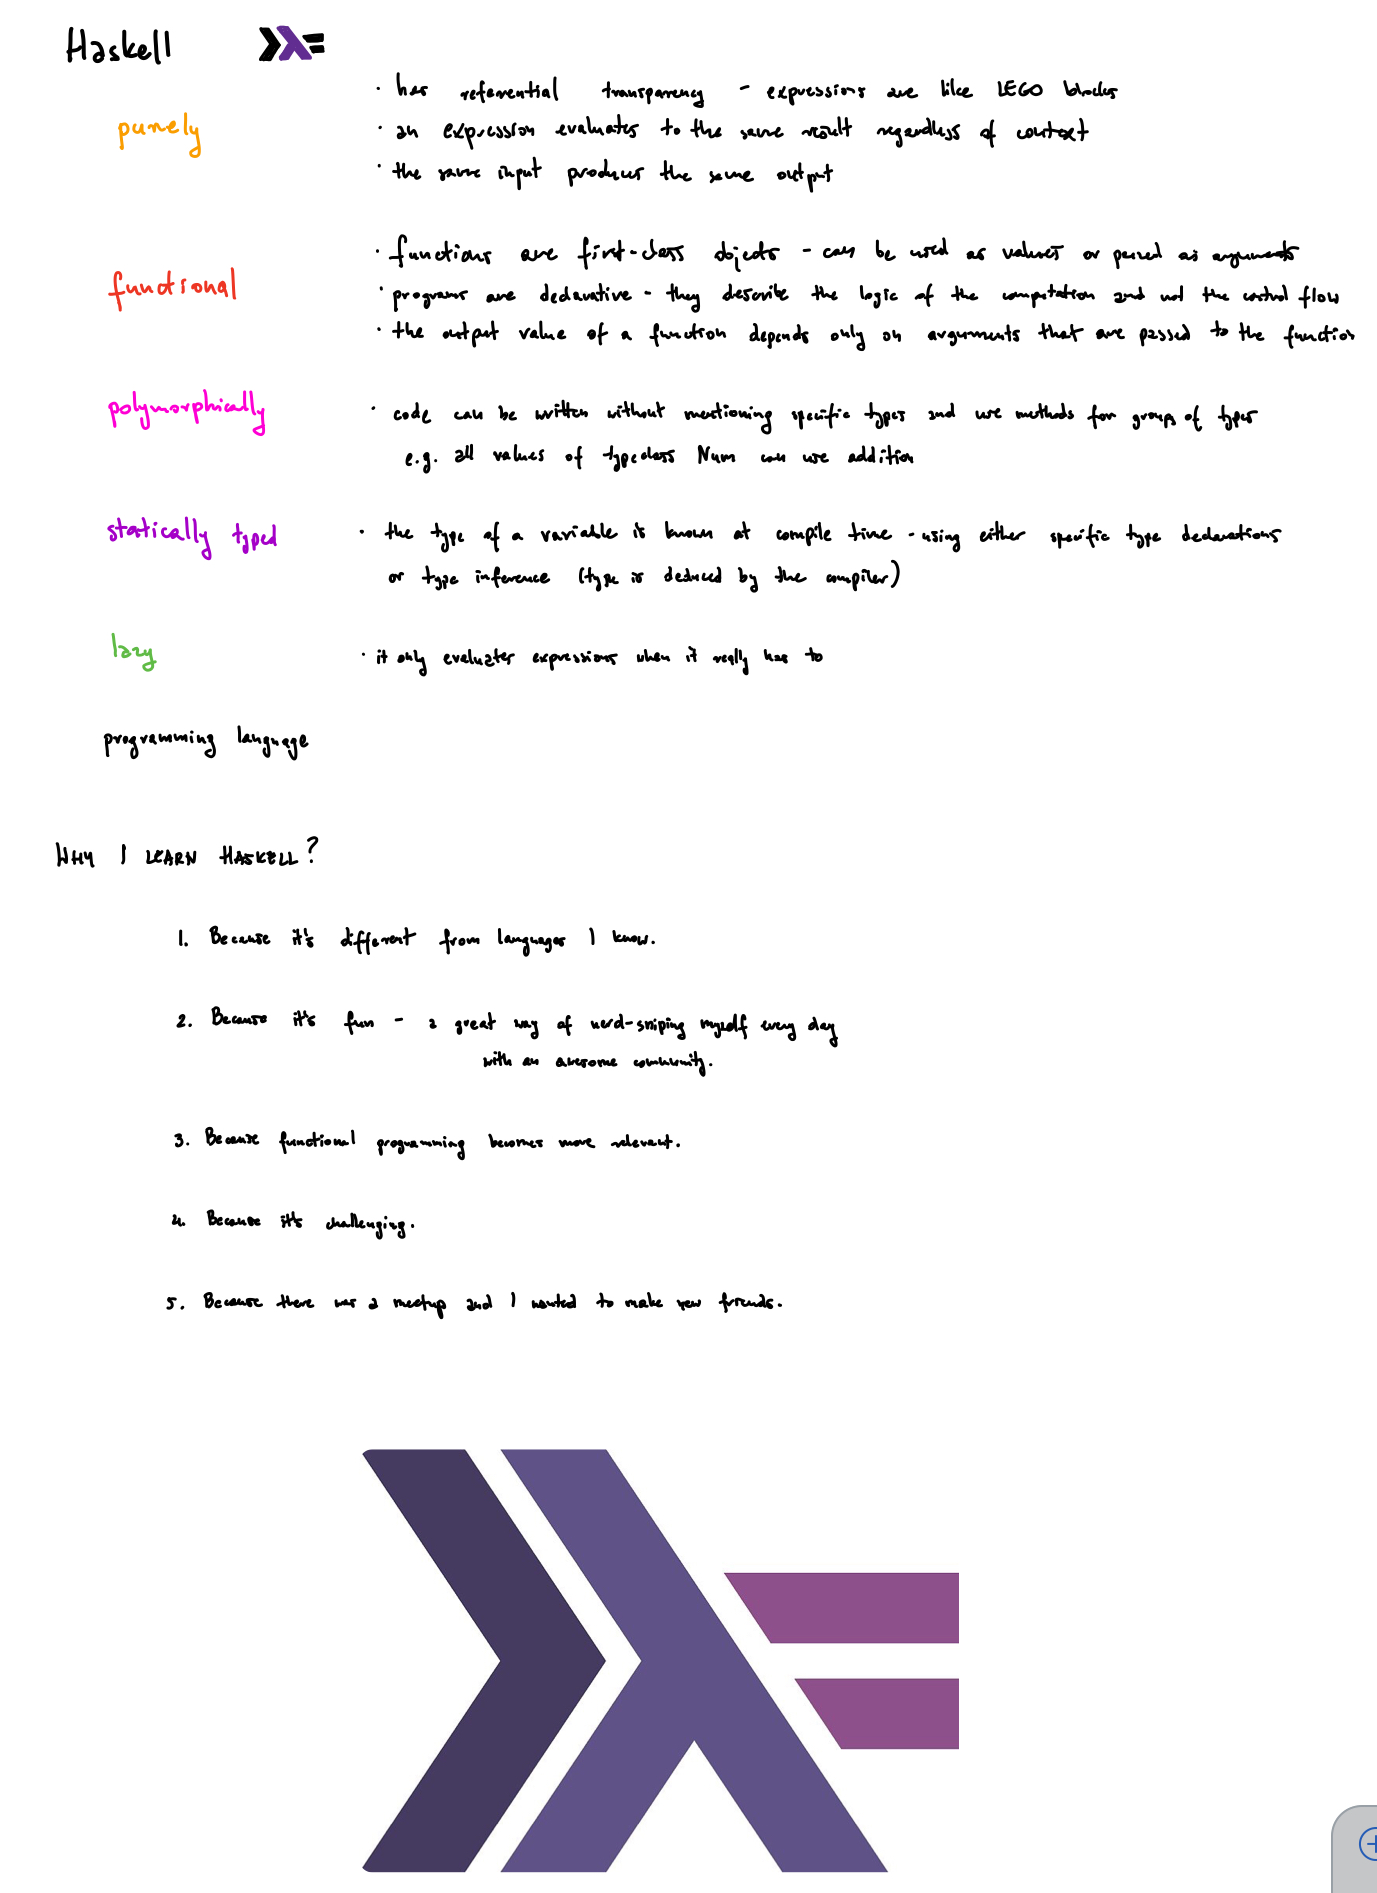 Haskell
purely
· has referential transparency - expressions are like LEGO blocks
· an expression evaluates to the same result regardless of context
· the same input produces the same output
functional
· functions are first-class objects - can be used as values or passed as arguments
· programs are declarative - they describe the logic of the computation and not the control flow
· the output value of a function depends only on arguments that are passed to the function
polymorphically
· code can be written without mentioning specific types and use methods for groups of types
e.g. all values of typeclass Num can use addition
statically typed
· the type of a variable is known at compile time - using either specific type declarations
or type inference (type is deduced by the compiler)
lazy
· it only evaluates expressions when it really has to
programming language
WHY I LEARN HASKELL?
1. Because it's different from languages I know.
2. Because it's fun - a great way of nerd-sniping myself every day
with an awesome community.
3. Because functional programming becomes more relevant.
4. Because it's challenging.
5. Because there was a meetup and I wanted to make new friends.